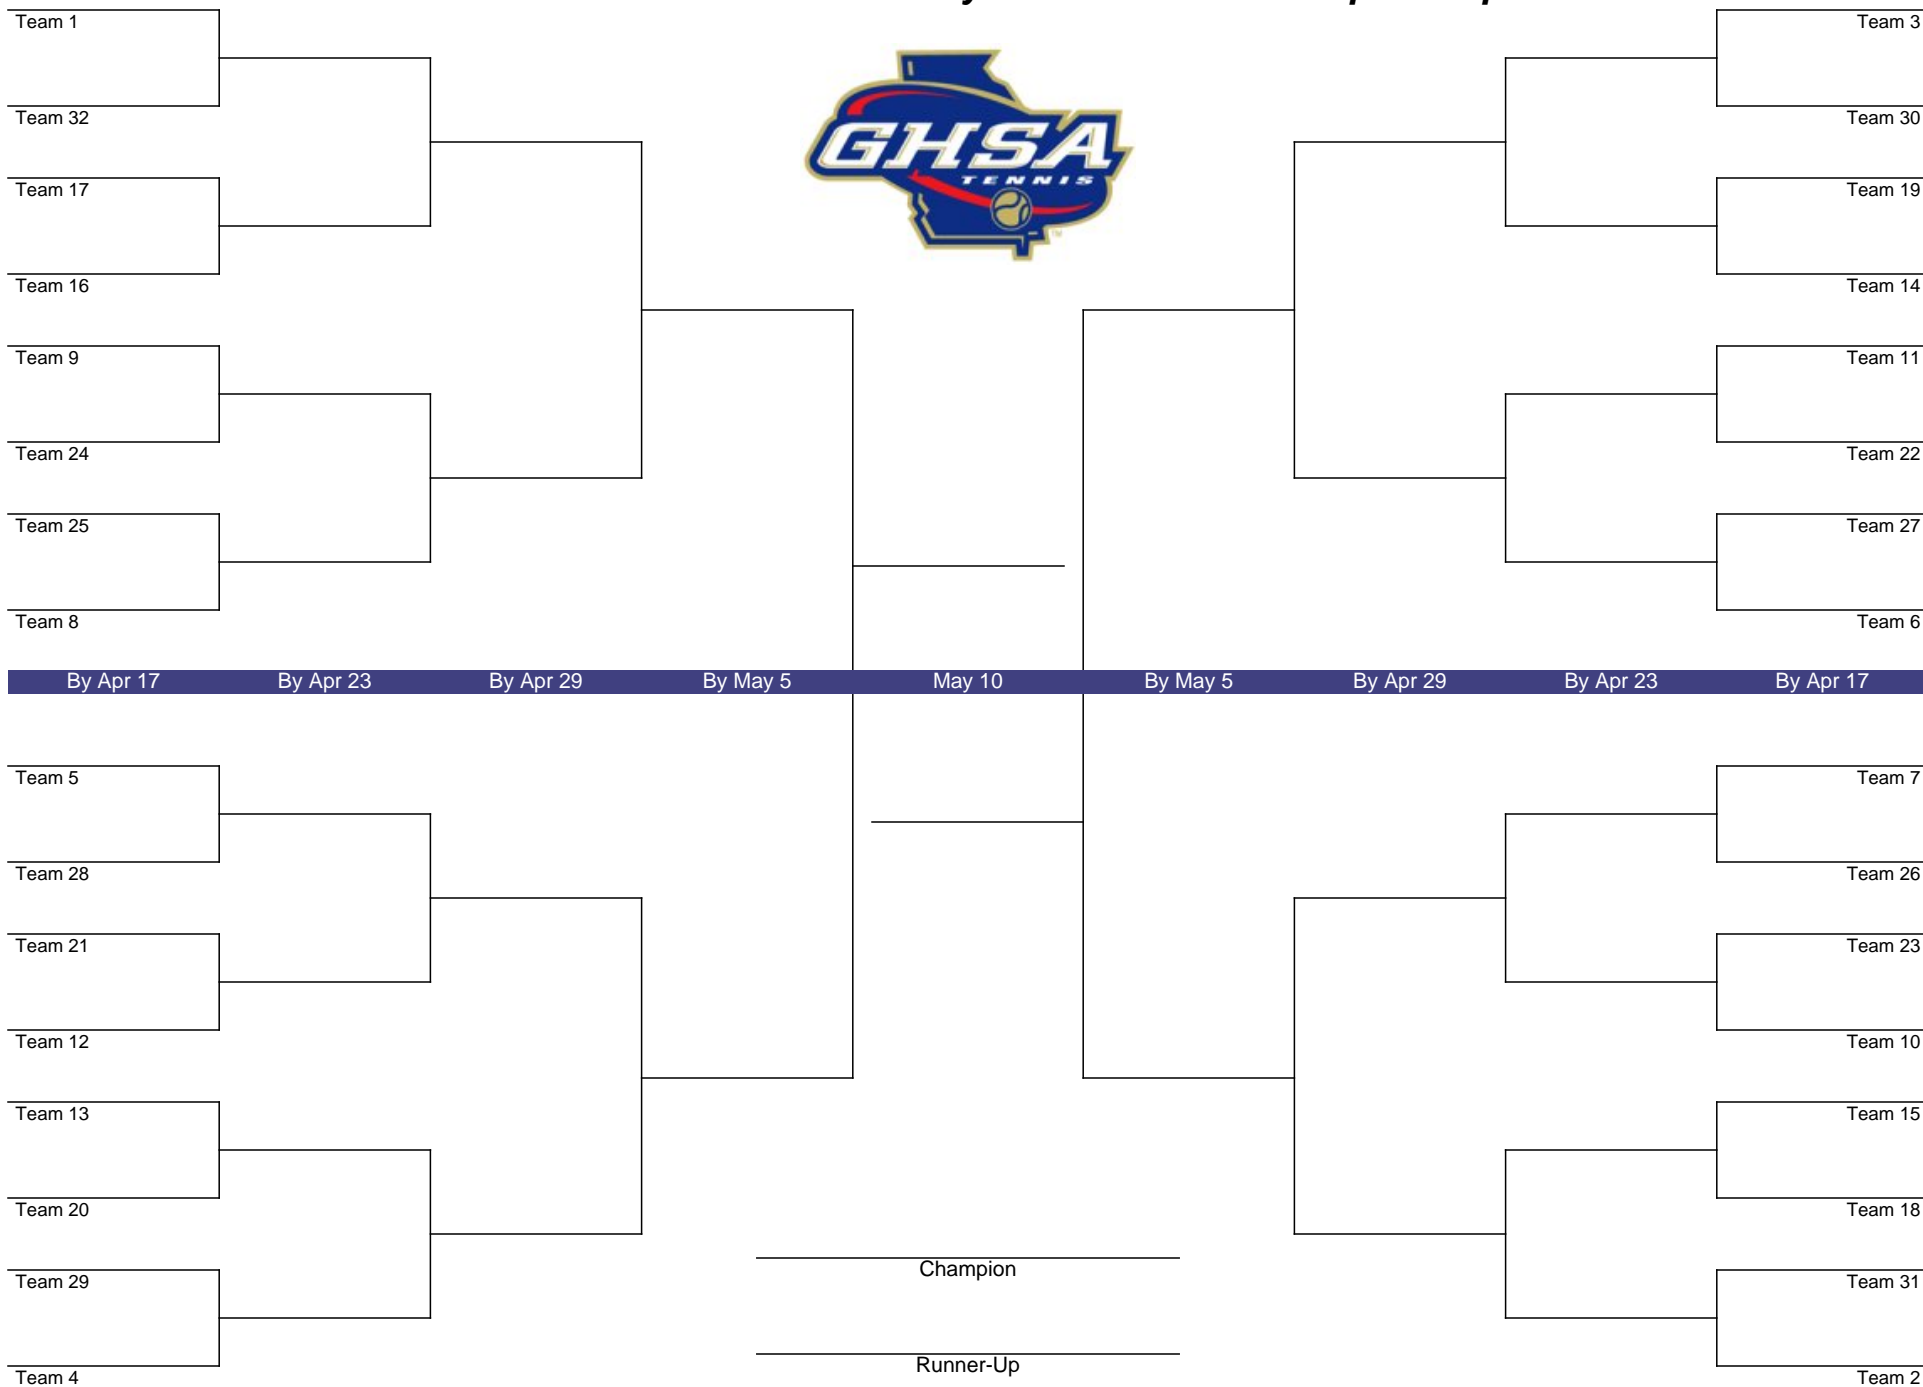 Team 1
Team 32
Team 17
Team 16
Team 9
Team 24
Team 25
Team 8
GHSA
TENNIS
TM
Team 3
Team 30
Team 19
Team 14
Team 11
Team 22
Team 27
Team 6
By Apr 17 By Apr 23 By Apr 29 By May 5 May 10 By May 5 By Apr 29 By Apr 23 By Apr 17
Team 5
Team 28
Team 21
Team 12
Team 13
Team 20
Team 29
Team 4
Champion
Runner-Up
Team 7
Team 26
Team 23
Team 10
Team 15
Team 18
Team 31
Team 2